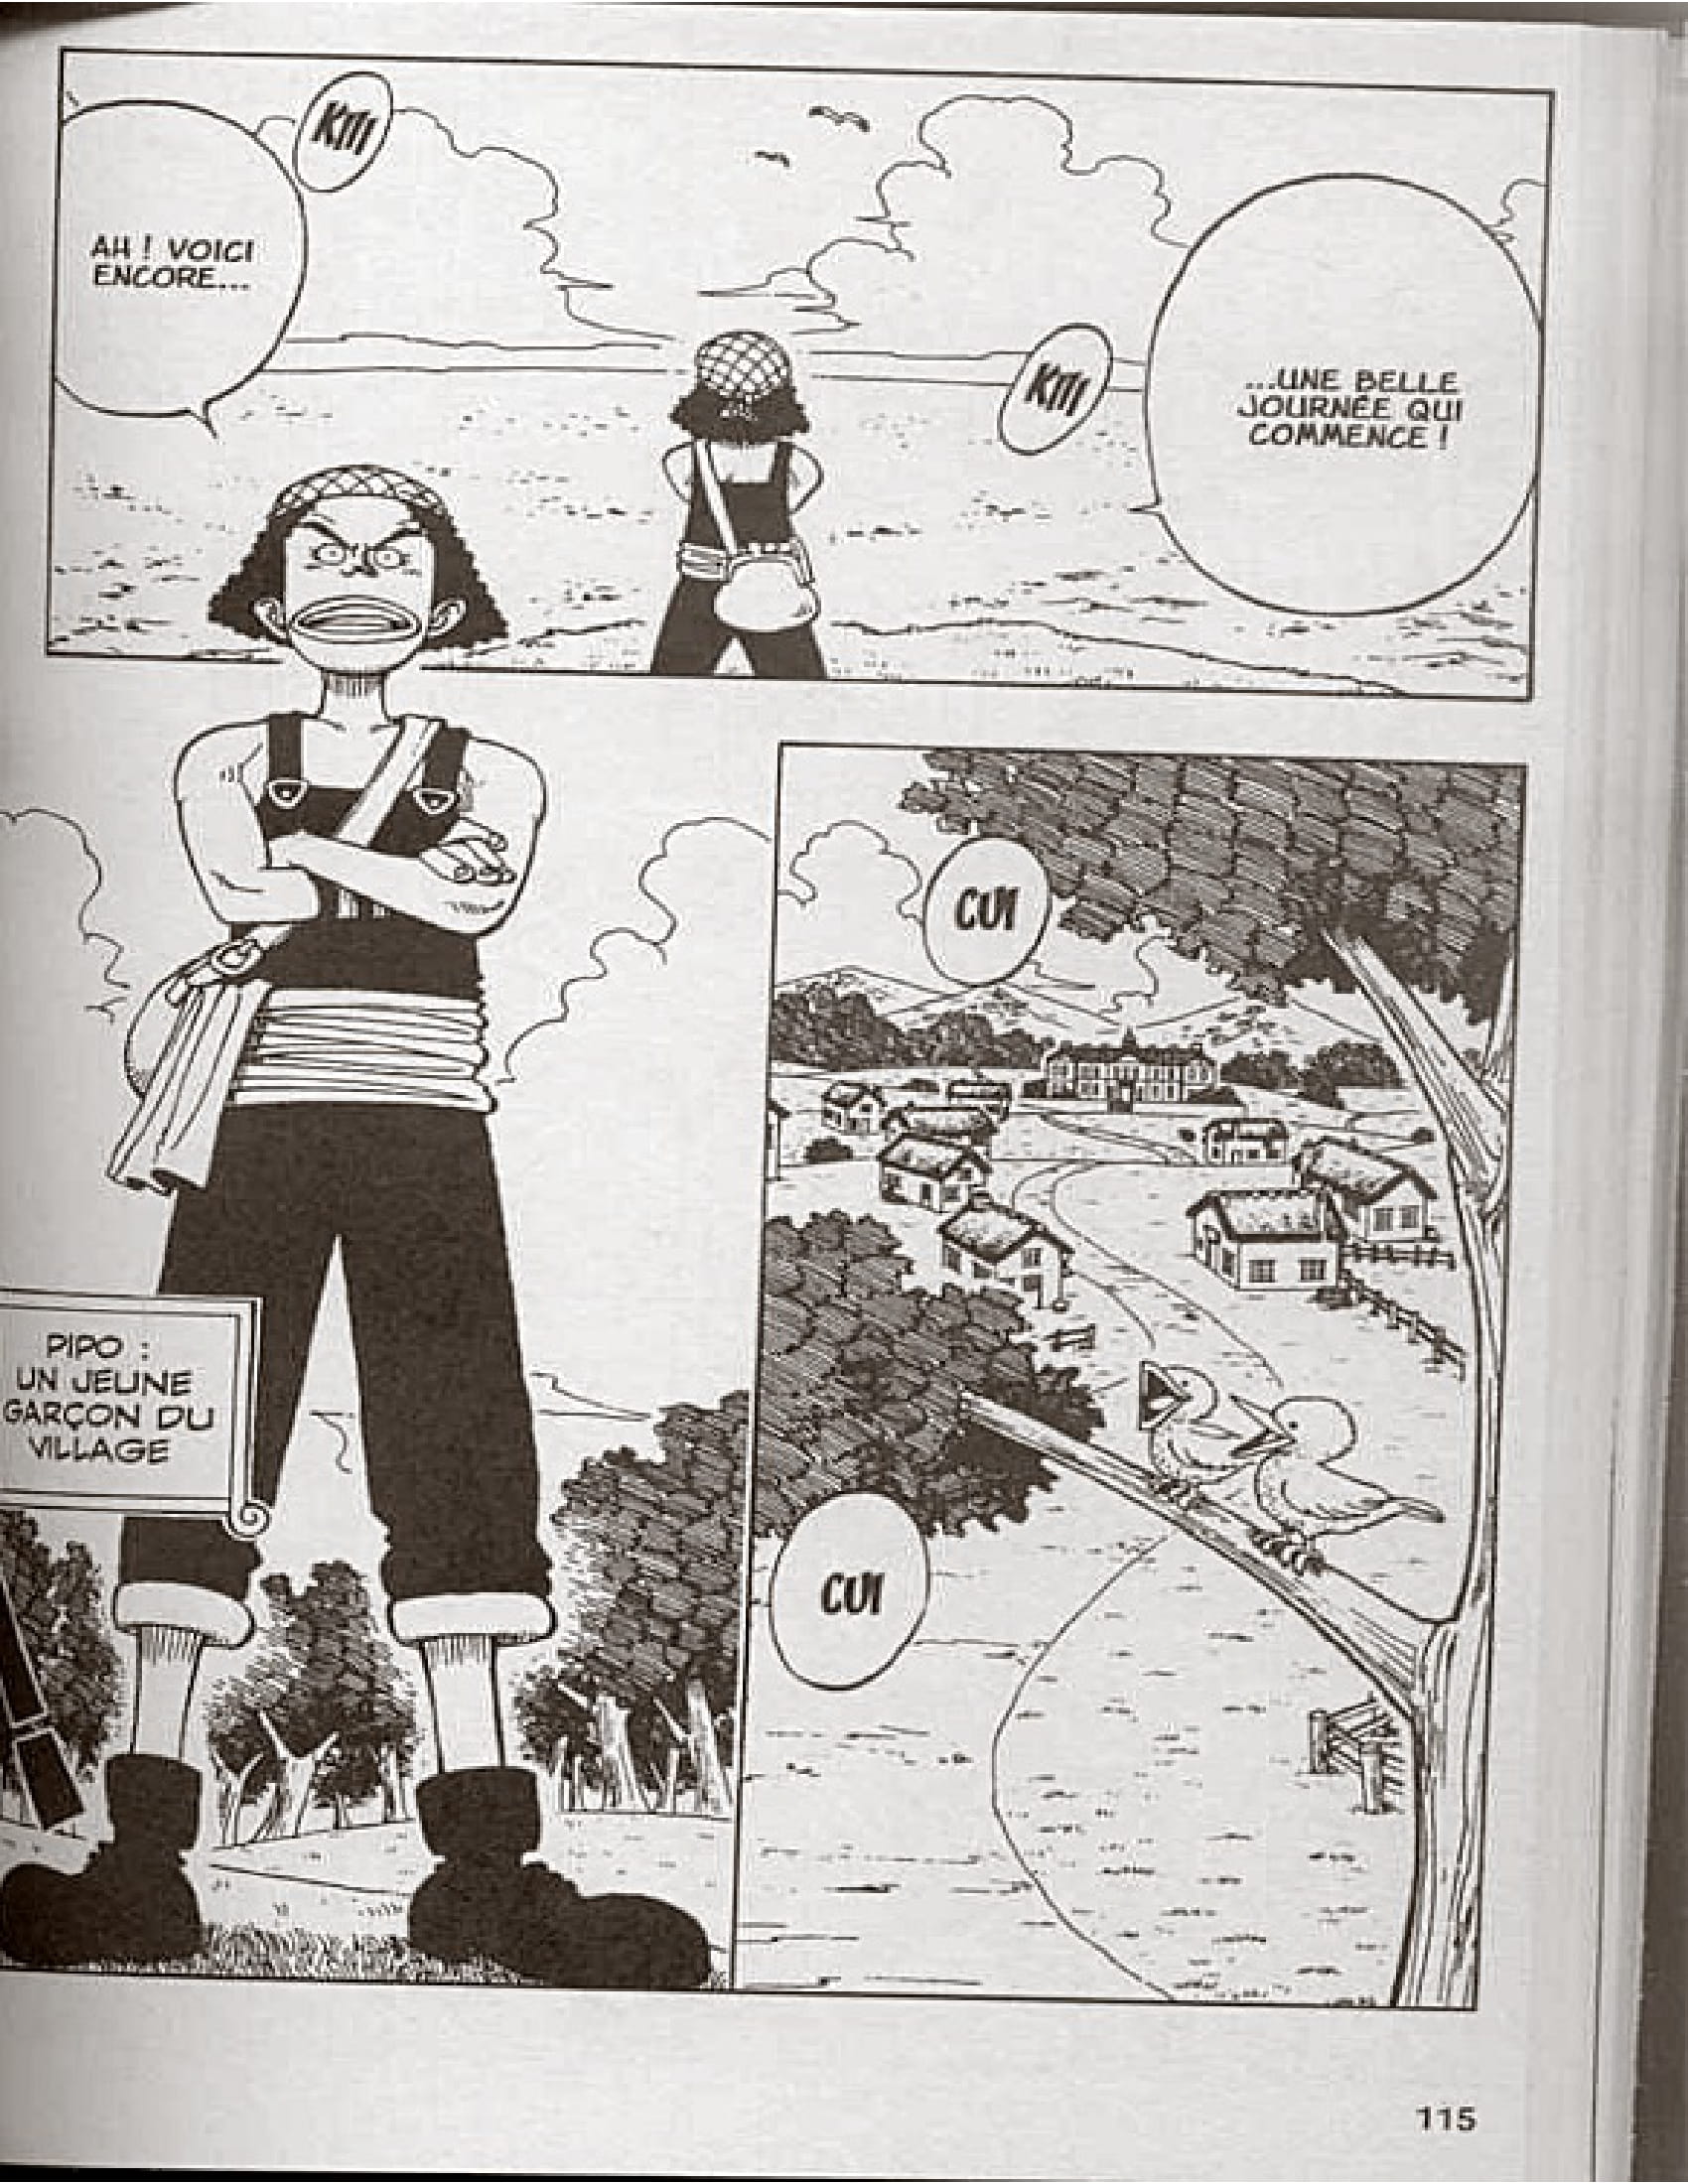 KIII
AH ! VOICI
ENCORE...
KIII
...UNE BELLE
JOURNÉE QUI
COMMENCE !
CUI
CUI
PIPO :
UN JEUNE
GARÇON DU
VILLAGE
115